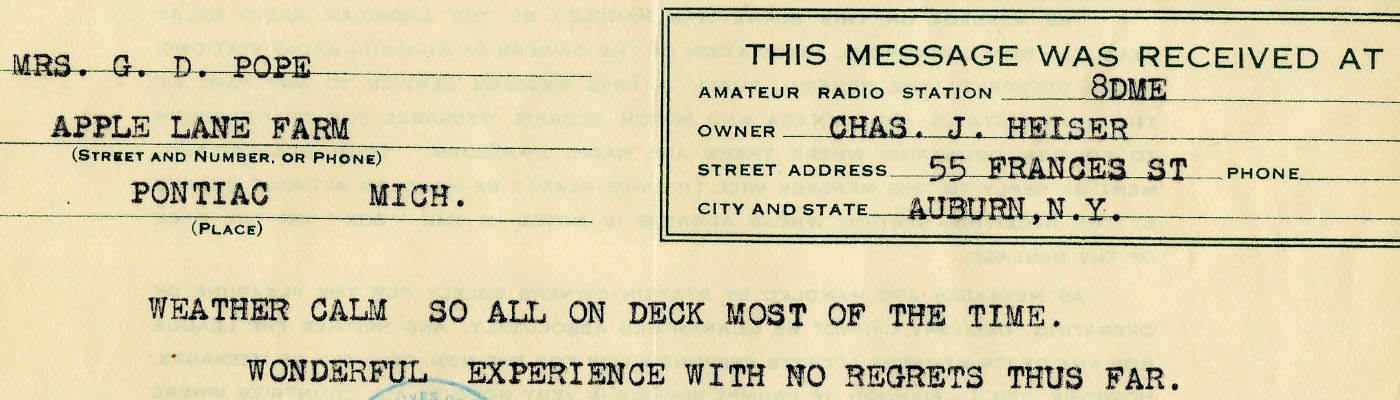 MRS. G. D. POPE
APPLE LANE FARM
(STREET AND NUMBER, OR PHONE)
PONTIAC MICH.
(PLACE)
THIS MESSAGE WAS RECEIVED AT
AMATEUR RADIO STATION 8DME
OWNER CHAS. J. HEISER
STREET ADDRESS 55 FRANCES ST PHONE
CITY AND STATE AUBURN, N.Y.
WEATHER CALM SO ALL ON DECK MOST OF THE TIME.
WONDERFUL EXPERIENCE WITH NO REGRETS THUS FAR.